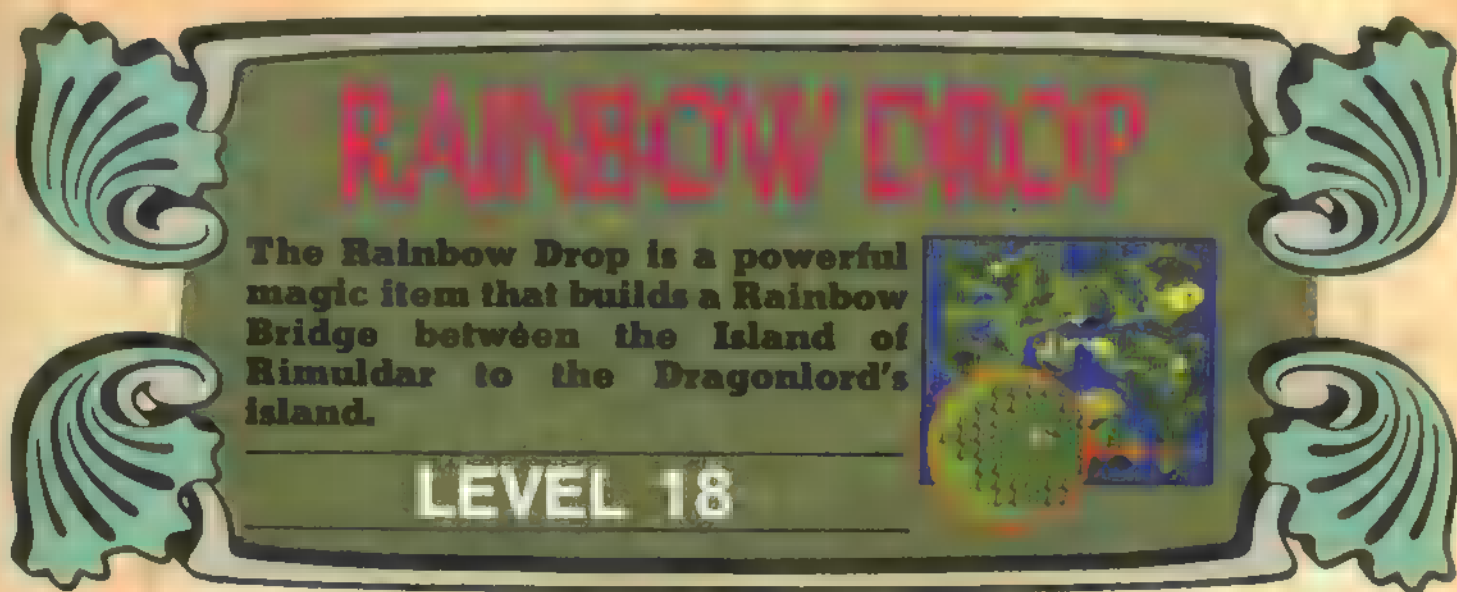 RAINBOW DROP
The Rainbow Drop is a powerful
magic item that builds a Rainbow
Bridge between the Island of
Rimuldar to the Dragonlord's
island.
LEVEL 18